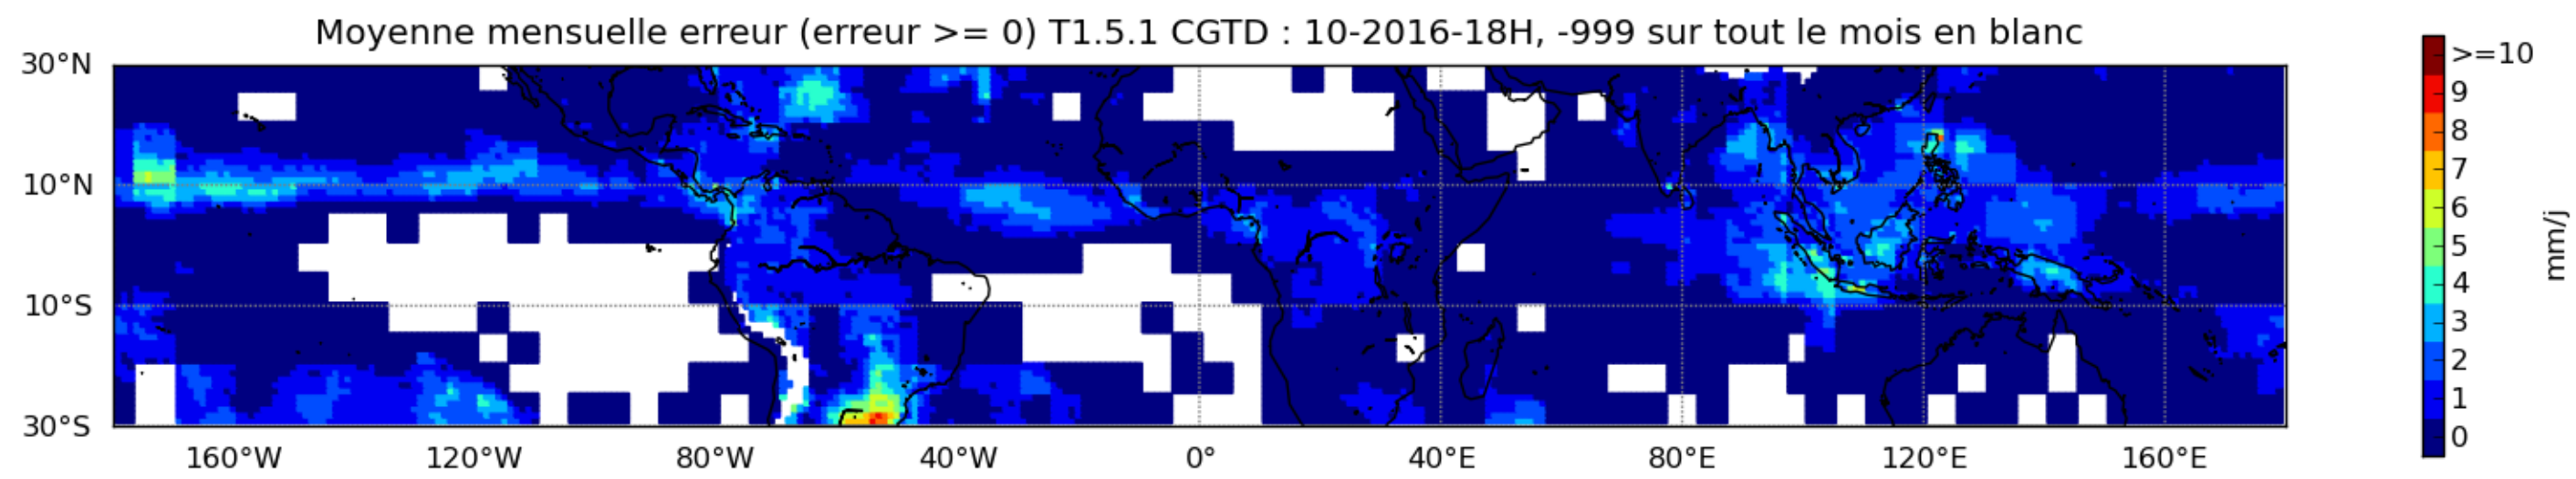 Moyenne mensuelle erreur (erreur >= 0) T1.5.1 CGTD : 10-2016-18H, -999 sur tout le mois en blanc
30°N
10°N
10°S
30°S
160°W 120°W 80°W 40°W 0° 40°E 80°E 120°E 160°E
>=10
9
8
7
6
5
4
3
2
1
0
mm/j